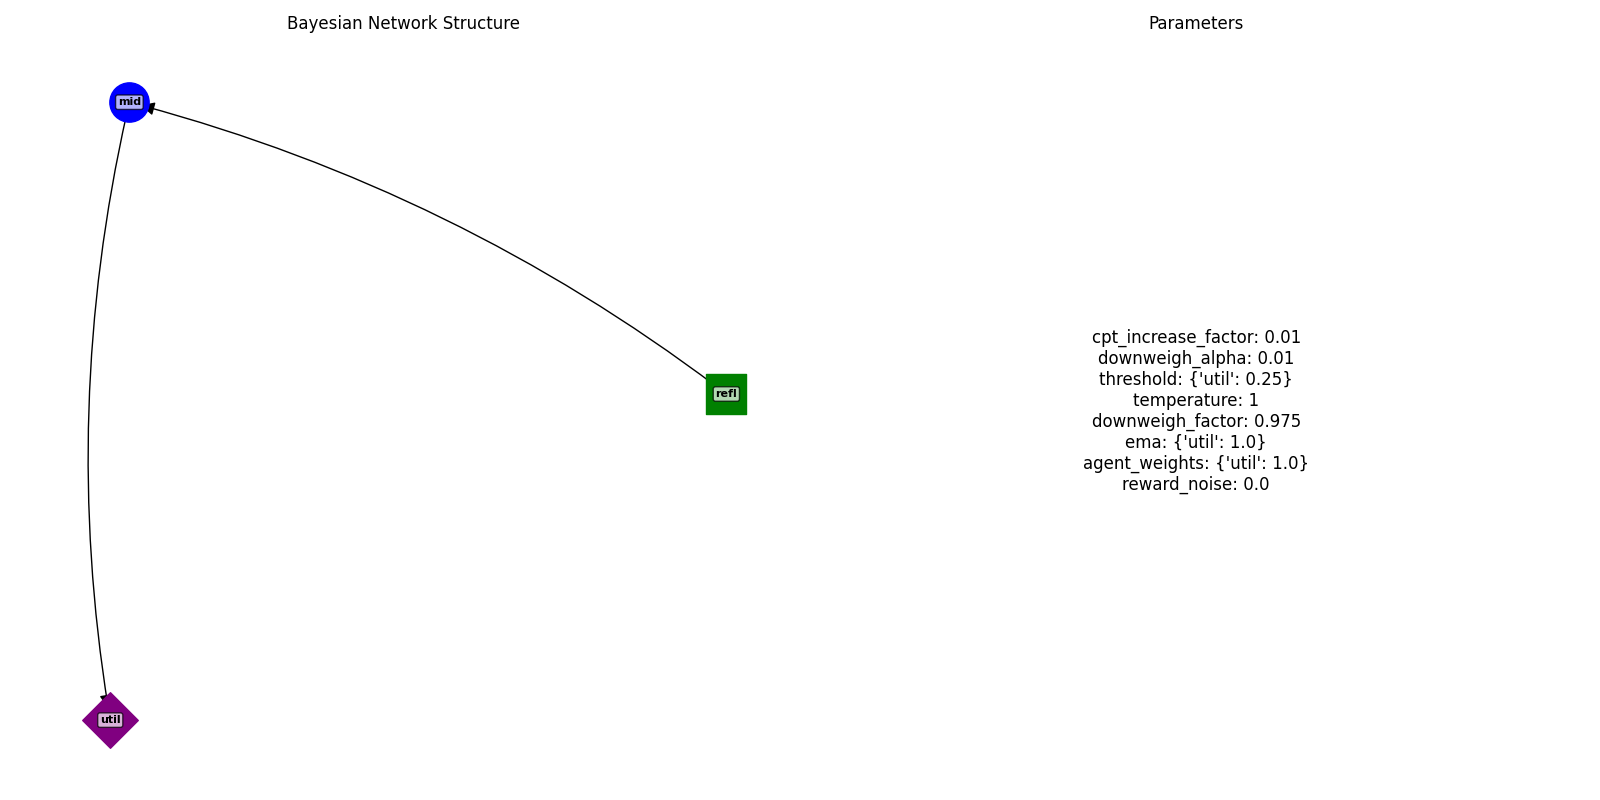 Bayesian Network Structure
Parameters
mid
refl
util
cpt_increase_factor: 0.01
downweigh_alpha: 0.01
threshold: {'util': 0.25}
temperature: 1
downweigh_factor: 0.975
ema: {'util': 1.0}
agent_weights: {'util': 1.0}
reward_noise: 0.0